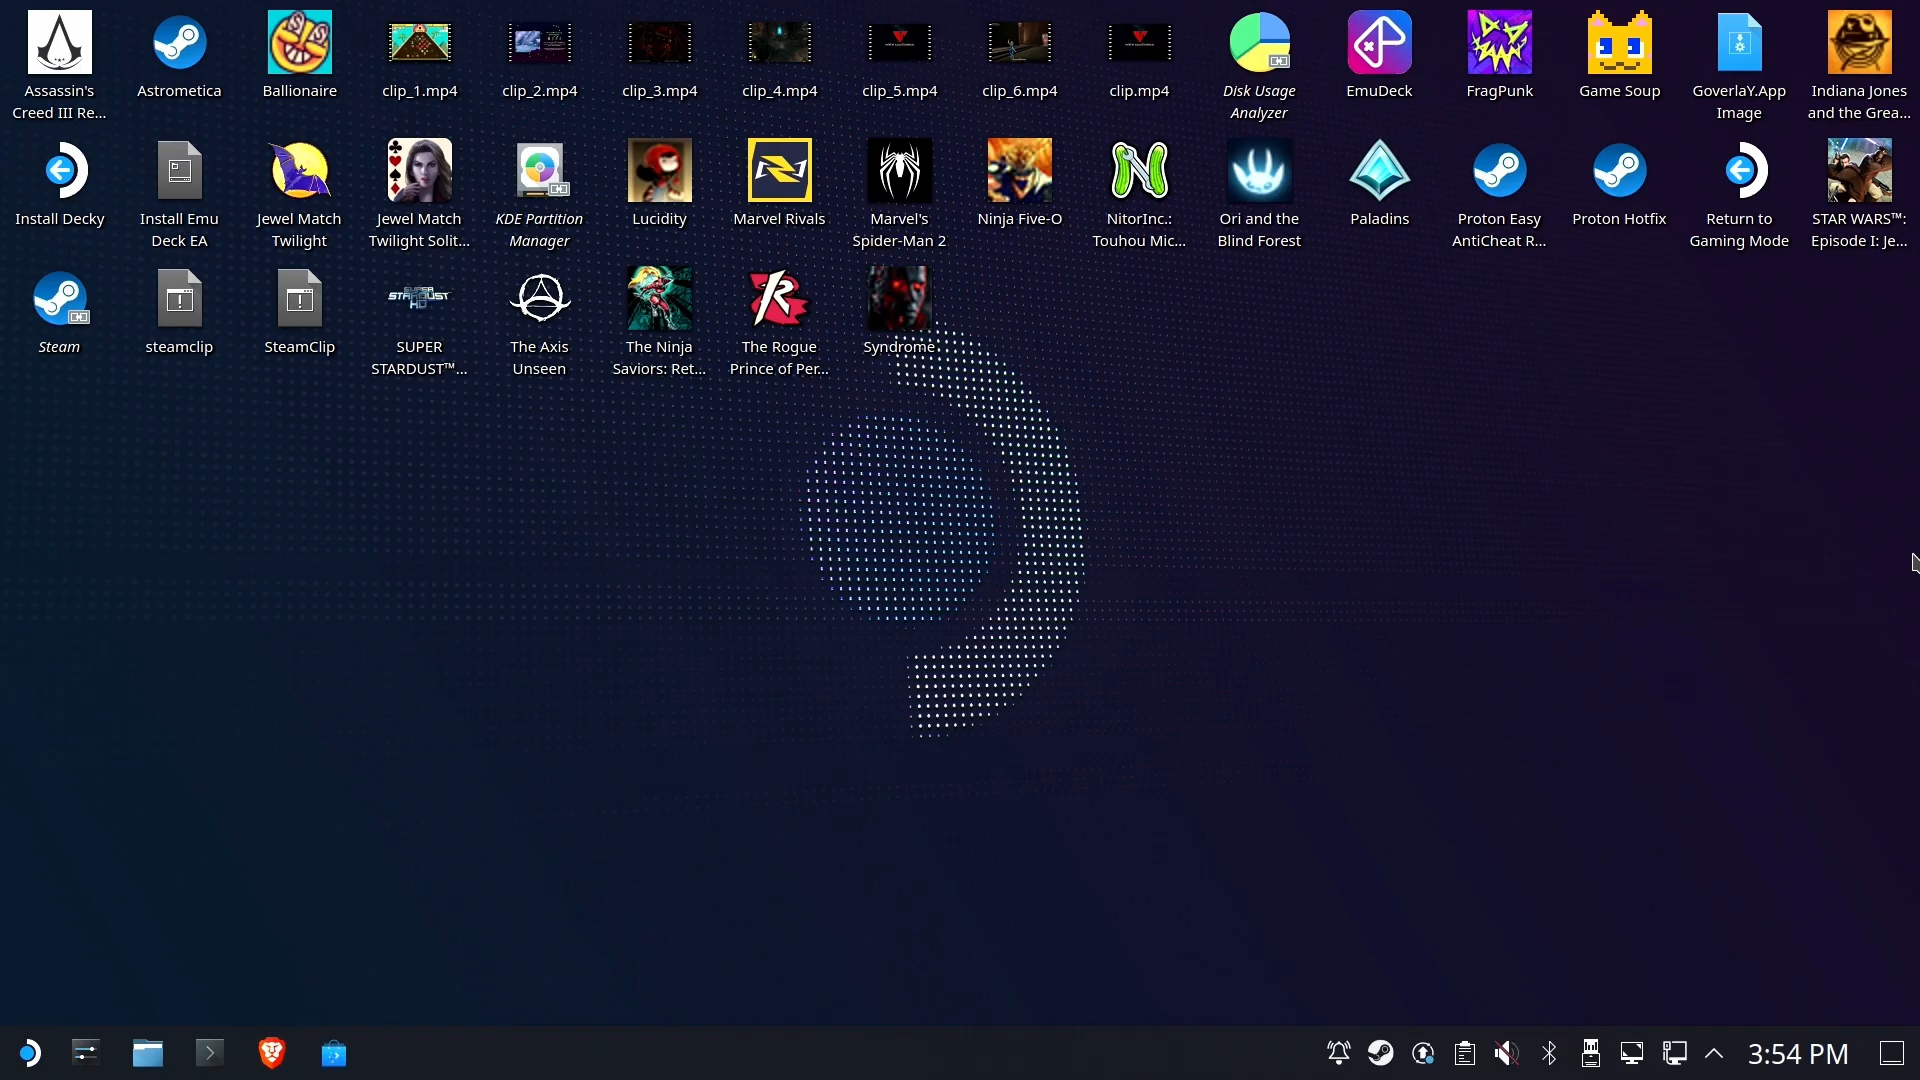 Assassin's
Creed III Re...
Astrometica
Ballionaire
clip_1.mp4
clip_2.mp4
clip_3.mp4
clip_4.mp4
clip_5.mp4
clip_6.mp4
clip.mp4
Disk Usage
Analyzer
EmuDeck
FragPunk
Game Soup
GoverlaY.App
Image
Indiana Jones
and the Grea...
Install Decky
Install Emu
Deck EA
Jewel Match
Twilight
Jewel Match
Twilight Solit...
KDE Partition
Manager
Lucidity
Marvel Rivals
Marvel's
Spider-Man 2
Ninja Five-O
NitorInc.:
Touhou Mic...
Ori and the
Blind Forest
Paladins
Proton Easy
AntiCheat R...
Proton Hotfix
Return to
Gaming Mode
STAR WARS™:
Episode I: Je...
Steam
steamclip
SteamClip
SUPER
STARDUST
HD
SUPER
STARDUST™...
The Axis
Unseen
The Ninja
Saviors: Ret...
The Rogue
Prince of Per...
Syndrome
3:54 PM